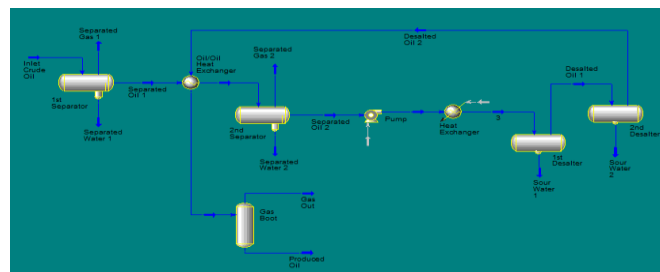 Separated
Gas 1
Inlet
Crude
Oil
1st
Separator
Separated
Oil 1
Separated
Water 1
Oil/Oil
Heat
Exchanger
Separated
Gas 2
2nd
Separator
Separated
Oil 2
Separated
Water 2
Pump
Heat
Exchanger
3
Desalted
Oil 2
Desalted
Oil 1
1st
Desalter
Sour
Water
1
2nd
Desalter
Sour
Water
2
Gas
Boot
Gas
Out
Produced
Oil